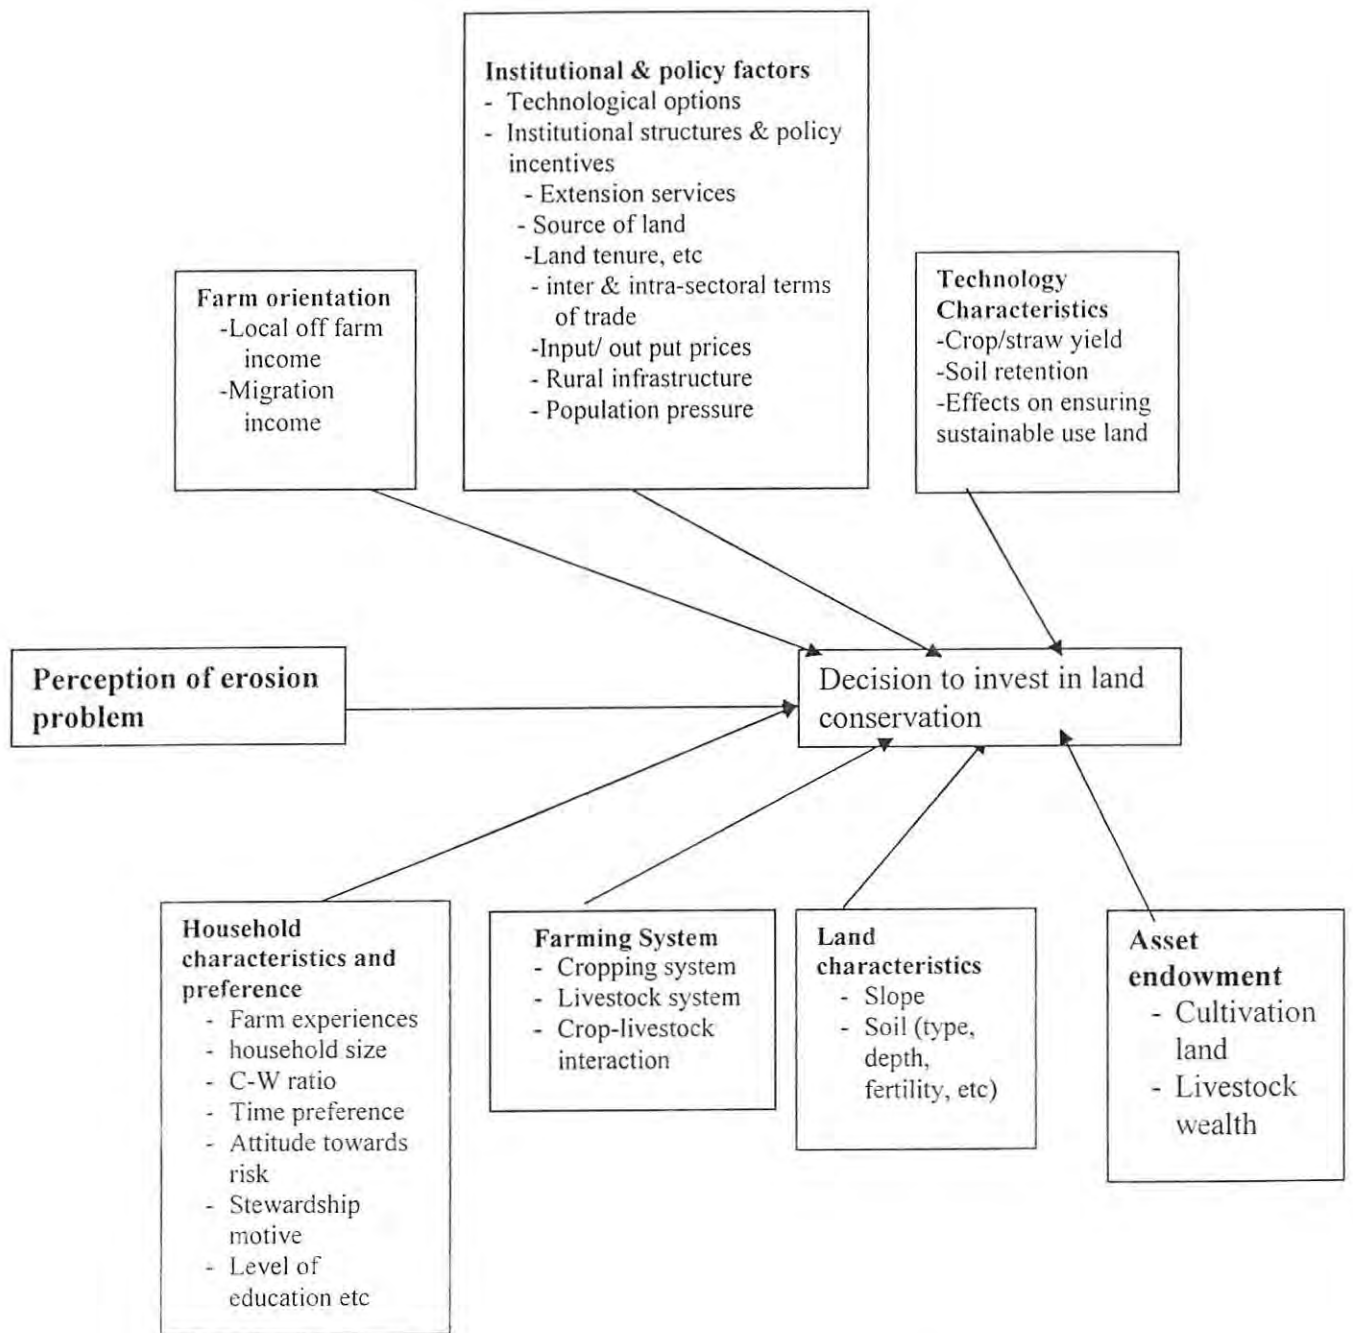 Institutional & policy factors
- Technological options
- Institutional structures & policy
incentives
- Extension services
- Source of land
-Land tenure, etc
- inter & intra-sectoral terms
of trade
-Input/ out put prices
- Rural infrastructure
- Population pressure
Farm orientation
-Local off farm
income
-Migration
income
Technology
Characteristics
-Crop/straw yield
-Soil retention
-Effects on ensuring
sustainable use land
Perception of erosion
problem
Decision to invest in land
conservation
Household
characteristics and
preference
- Farm experiences
- household size
- C-W ratio
- Time preference
- Attitude towards
risk
- Stewardship
motive
- Level of
education etc
Farming System
- Cropping system
- Livestock system
- Crop-livestock
interaction
Land
characteristics
- Slope
- Soil (type,
depth,
fertility, etc)
Asset
endowment
- Cultivation
land
- Livestock
wealth